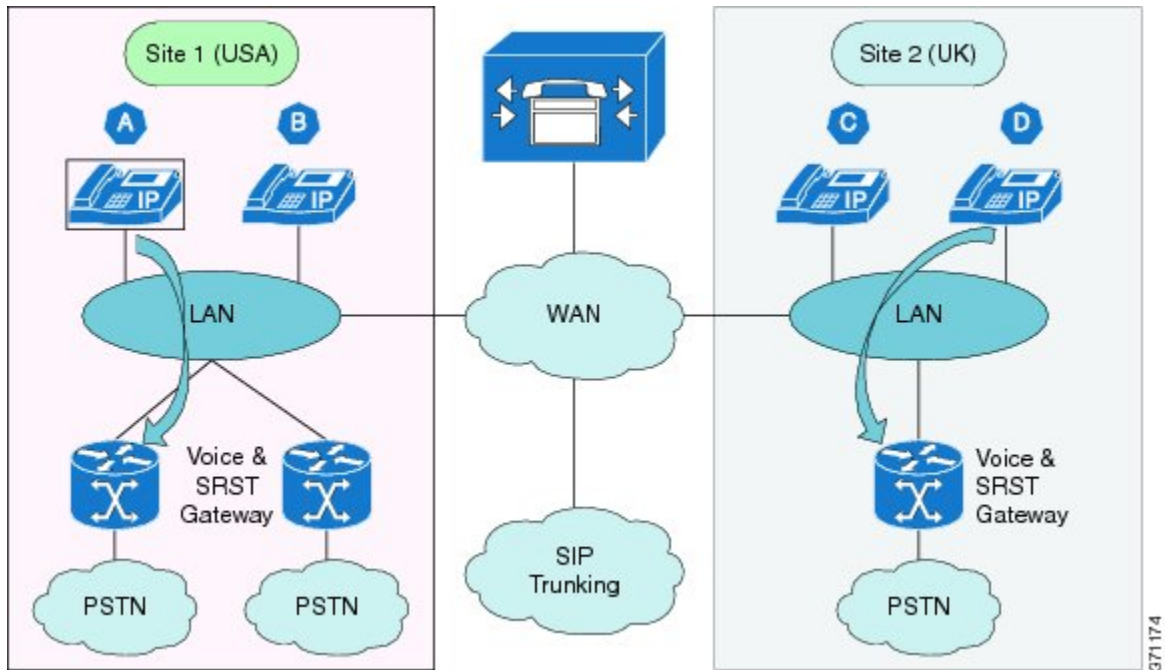 Site 1 (USA)
Site 2 (UK)
A
B
C
D
IP
IP
IP
IP
LAN
WAN
LAN
Voice &
SRST
Gateway
Voice &
SRST
Gateway
SIP
Trunking
PSTN
PSTN
PSTN
371174